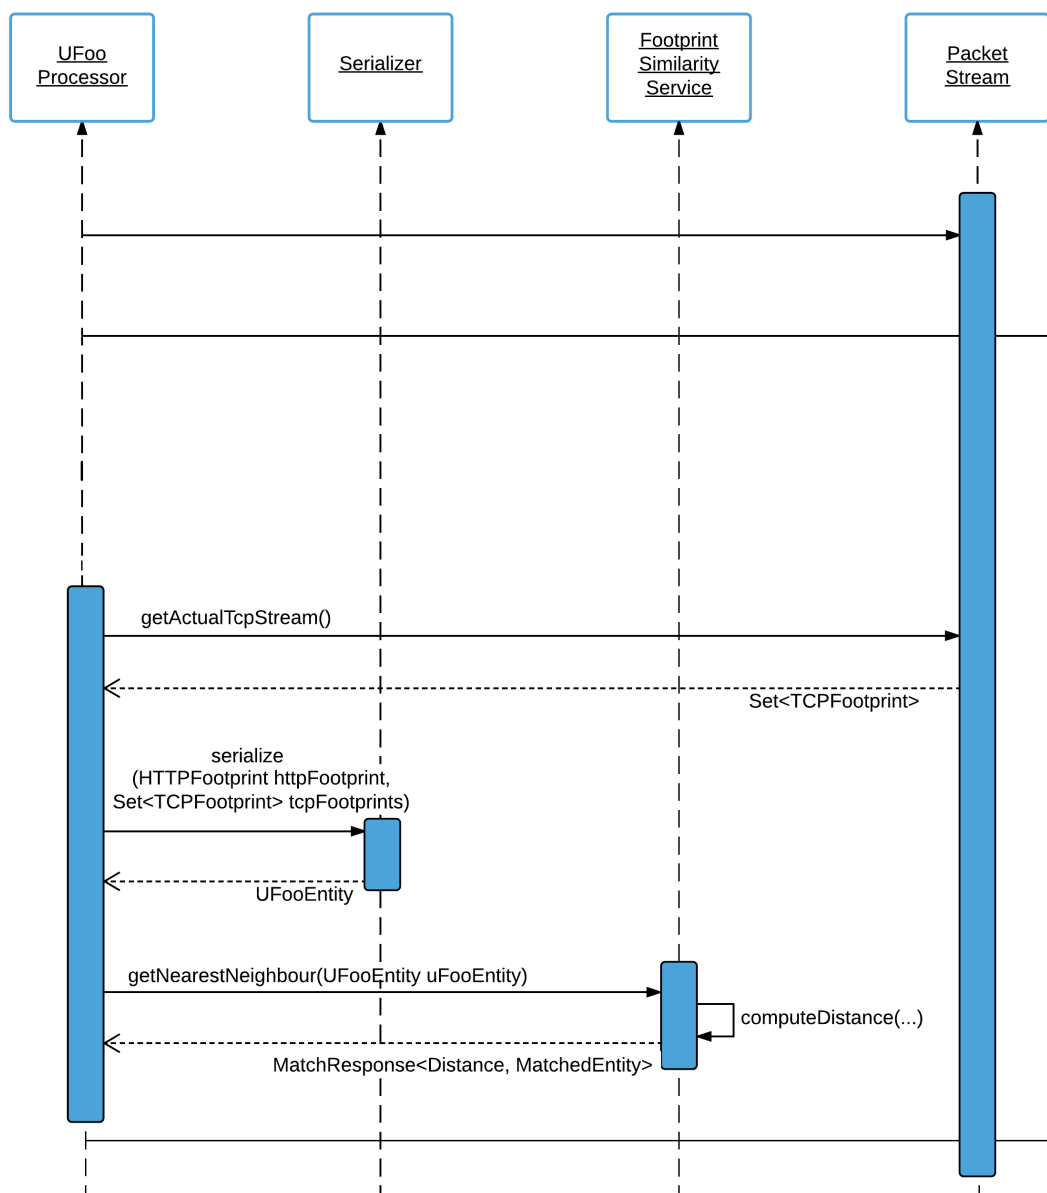 UFoo
Processor
Serializer
Footprint
Similarity
Service
Packet
Stream
getActualTcpStream()
Set<TCPFootprint>
serialize
(HTTPFootprint httpFootprint,
Set<TCPFootprint> tcpFootprints)
UFooEntity
getNearestNeighbour(UFooEntity uFooEntity)
computeDistance(...)
MatchResponse<Distance, MatchedEntity>